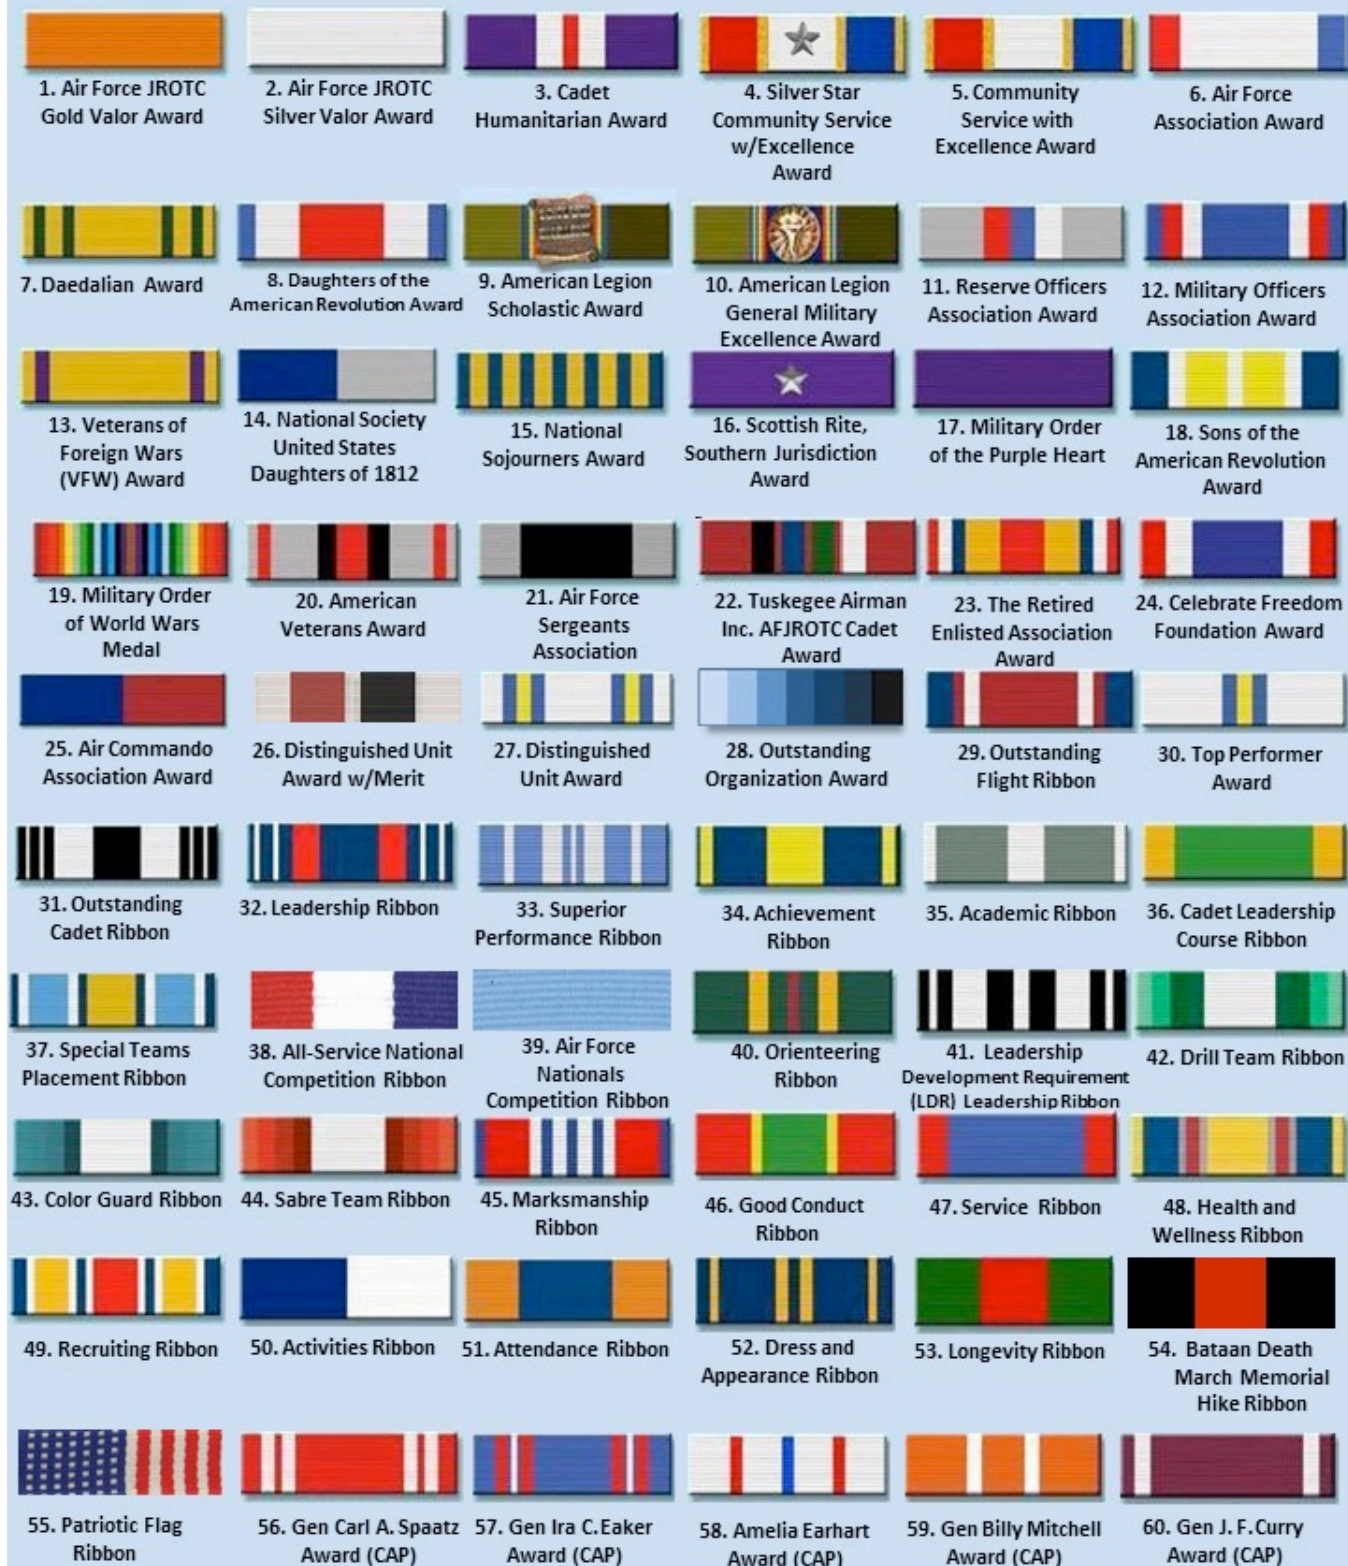 1. Air Force JROTC
Gold Valor Award
2. Air Force JROTC
Silver Valor Award
3. Cadet
Humanitarian Award
4. Silver Star
Community Service
w/Excellence
Award
5. Community
Service with
Excellence Award
6. Air Force
Association Award
7. Daedalian Award
8. Daughters of the
American Revolution Award
9. American Legion
Scholastic Award
10. American Legion
General Military
Excellence Award
11. Reserve Officers
Association Award
12. Military Officers
Association Award
13. Veterans of
Foreign Wars
(VFW) Award
14. National Society
United States
Daughters of 1812
15. National
Sojourners Award
16. Scottish Rite,
Southern Jurisdiction
Award
17. Military Order
of the Purple Heart
18. Sons of the
American Revolution
Award
19. Military Order
of World Wars
Medal
20. American
Veterans Award
21. Air Force
Sergeants
Association
22. Tuskegee Airman
Inc. AFJROTC Cadet
Award
23. The Retired
Enlisted Association
Award
24. Celebrate Freedom
Foundation Award
25. Air Commando
Association Award
26. Distinguished Unit
Award w/Merit
27. Distinguished
Unit Award
28. Outstanding
Organization Award
29. Outstanding
Flight Ribbon
30. Top Performer
Award
31. Outstanding
Cadet Ribbon
32. Leadership Ribbon
33. Superior
Performance Ribbon
34. Achievement
Ribbon
35. Academic Ribbon
36. Cadet Leadership
Course Ribbon
37. Special Teams
Placement Ribbon
38. All-Service National
Competition Ribbon
39. Air Force
Nationals
Competition Ribbon
40. Orienteering
Ribbon
41. Leadership
Development Requirement
(LDR) Leadership Ribbon
42. Drill Team Ribbon
43. Color Guard Ribbon
44. Sabre Team Ribbon
45. Marksmanship
Ribbon
46. Good Conduct
Ribbon
47. Service Ribbon
48. Health and
Wellness Ribbon
49. Recruiting Ribbon
50. Activities Ribbon
51. Attendance Ribbon
52. Dress and
Appearance Ribbon
53. Longevity Ribbon
54. Bataan Death
March Memorial
Hike Ribbon
55. Patriotic Flag
Ribbon
56. Gen Carl A. Spaatz
Award (CAP)
57. Gen Ira C. Eaker
Award (CAP)
58. Amelia Earhart
Award (CAP)
59. Gen Billy Mitchell
Award (CAP)
60. Gen J. F. Curry
Award (CAP)